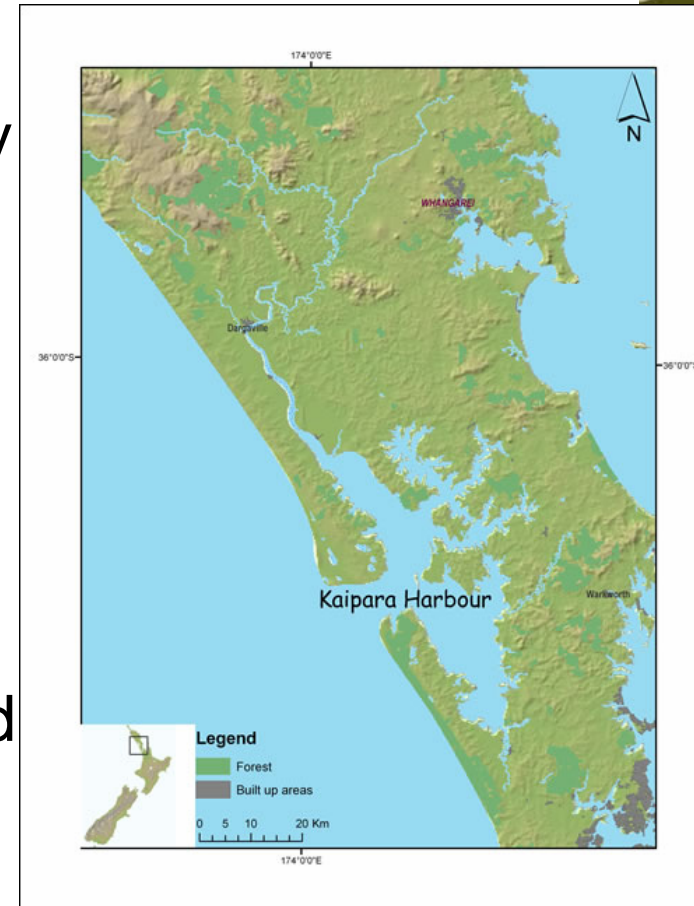 174°0'0"E
y
N
WHANGAREI
Dargaville
36°0'0"S
36°0'0"S
Kaipara Harbour
Warkworth
d
Legend
Forest
Built up areas
0 5 10 20 Km
174°0'0"E